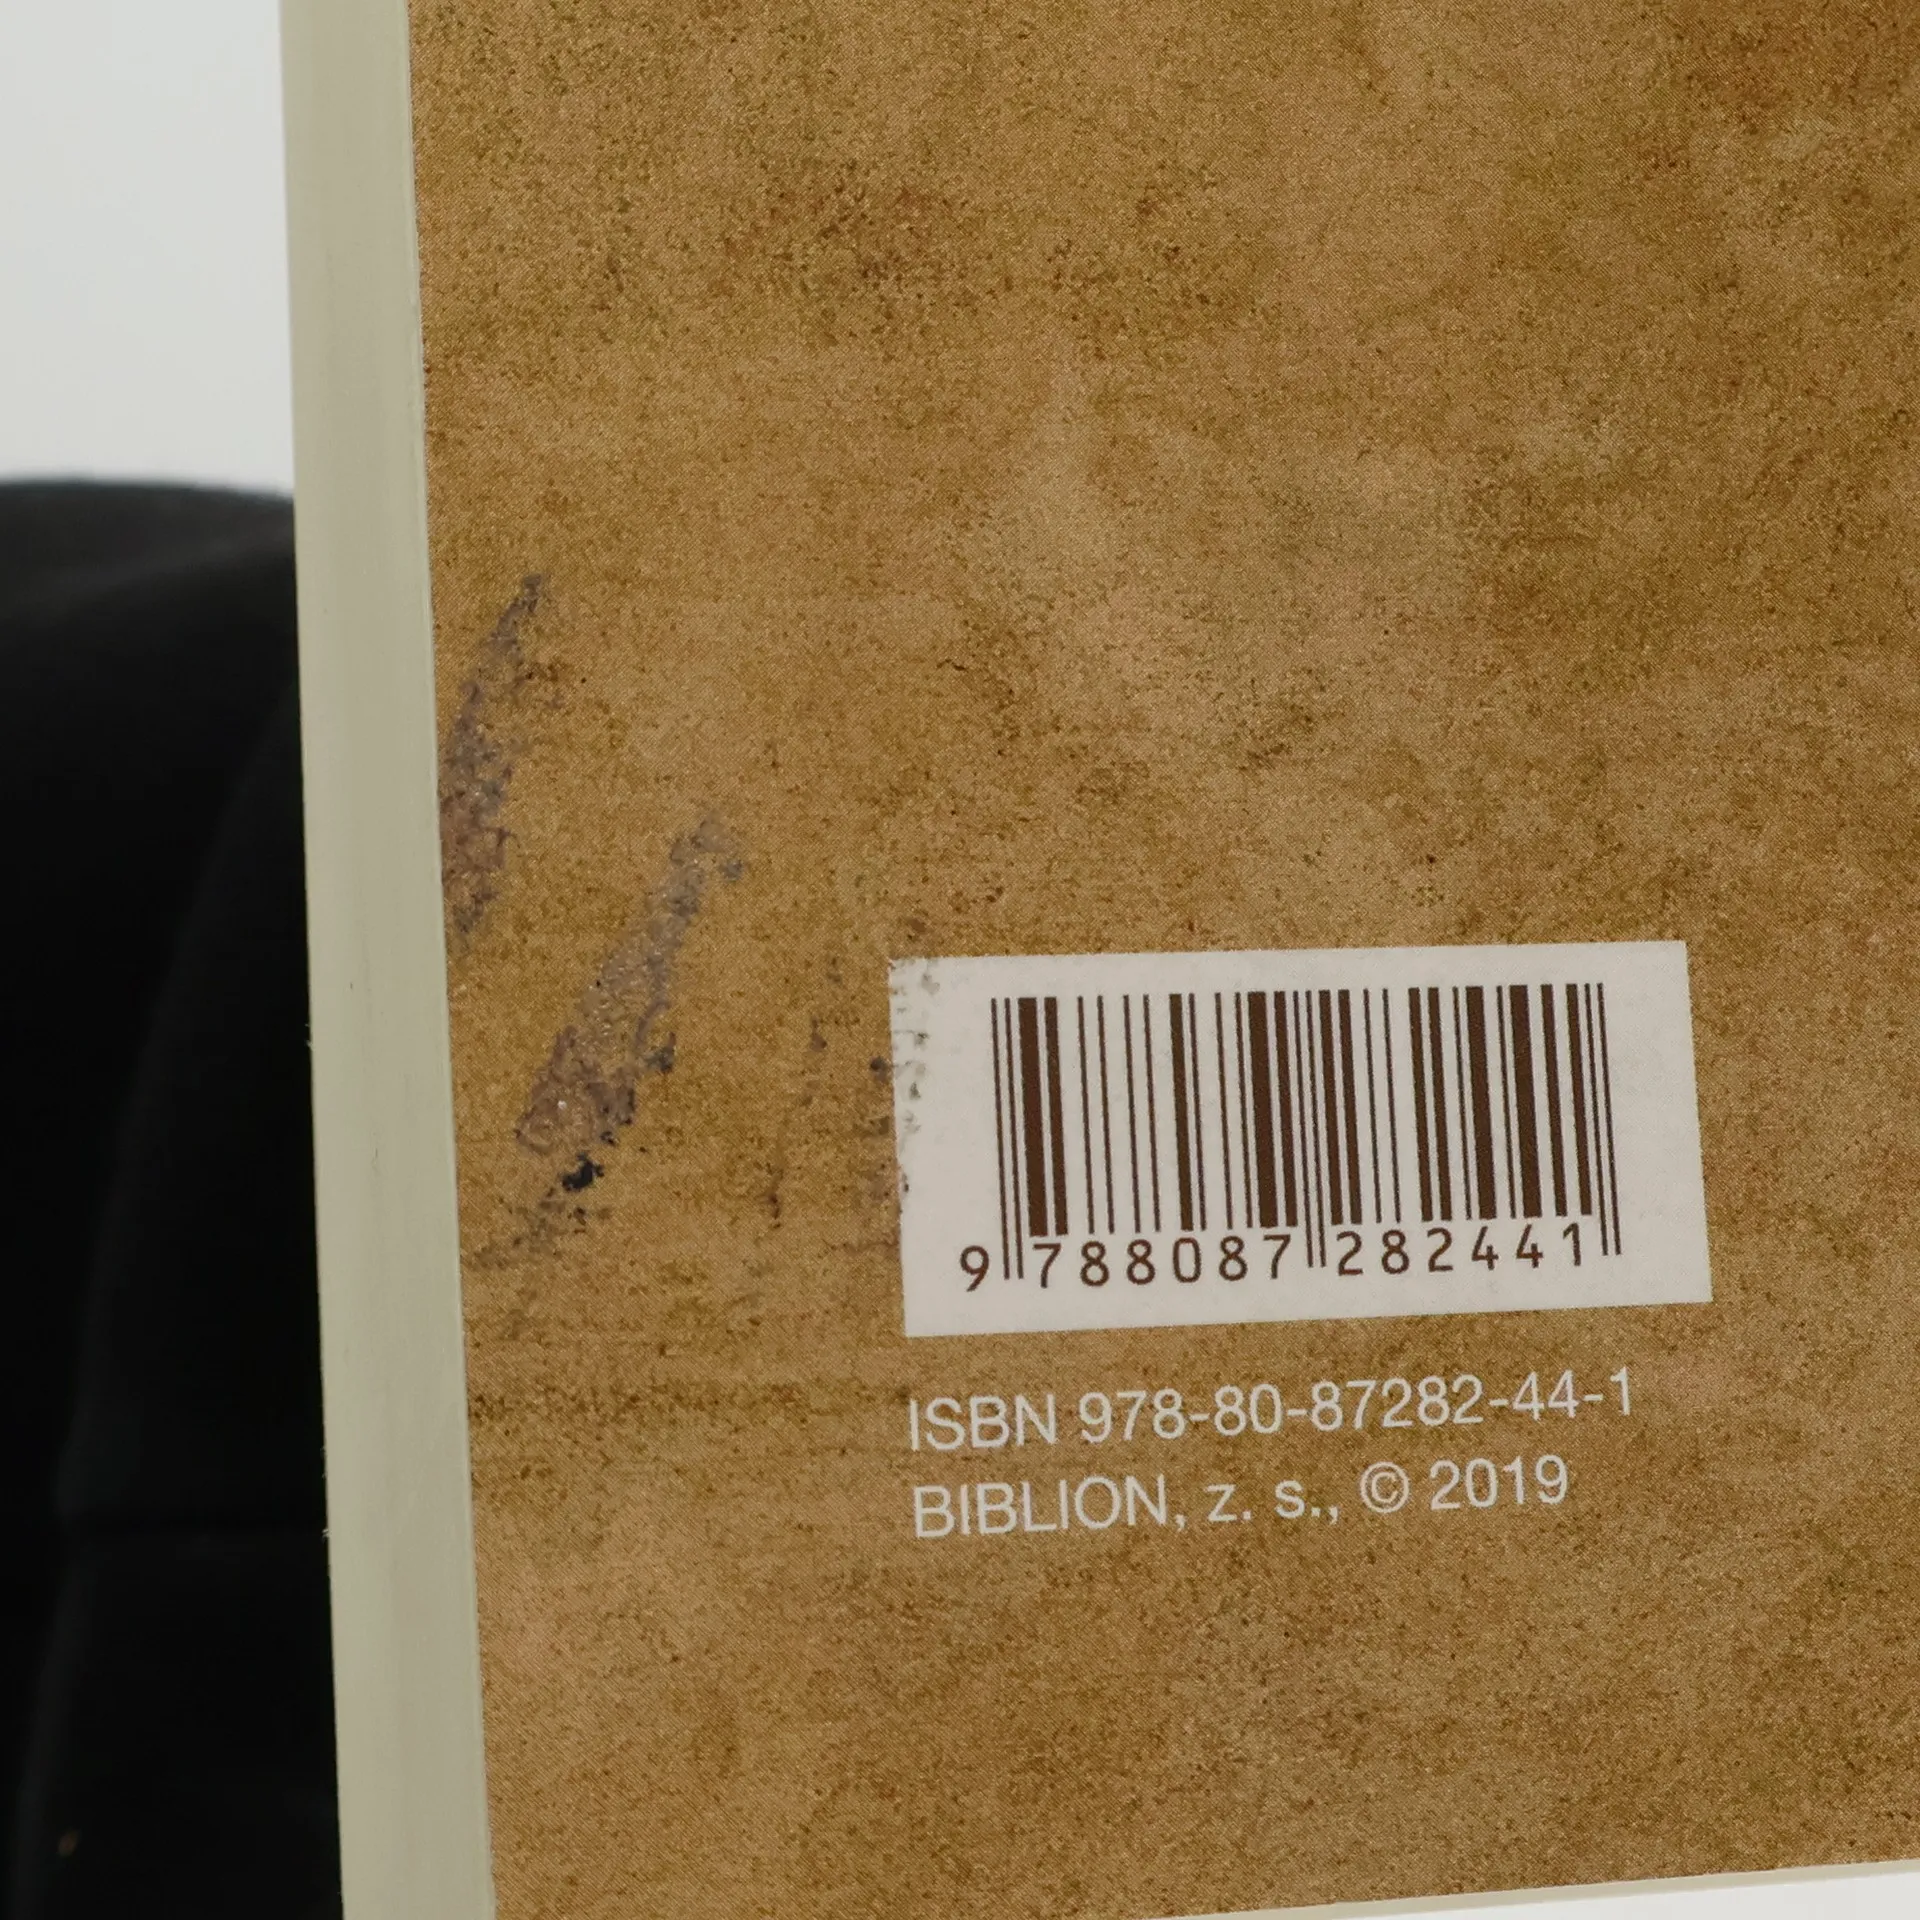 9 788087 282441
ISBN 978-80-87282-44-1
BIBLION, z. s., © 2019